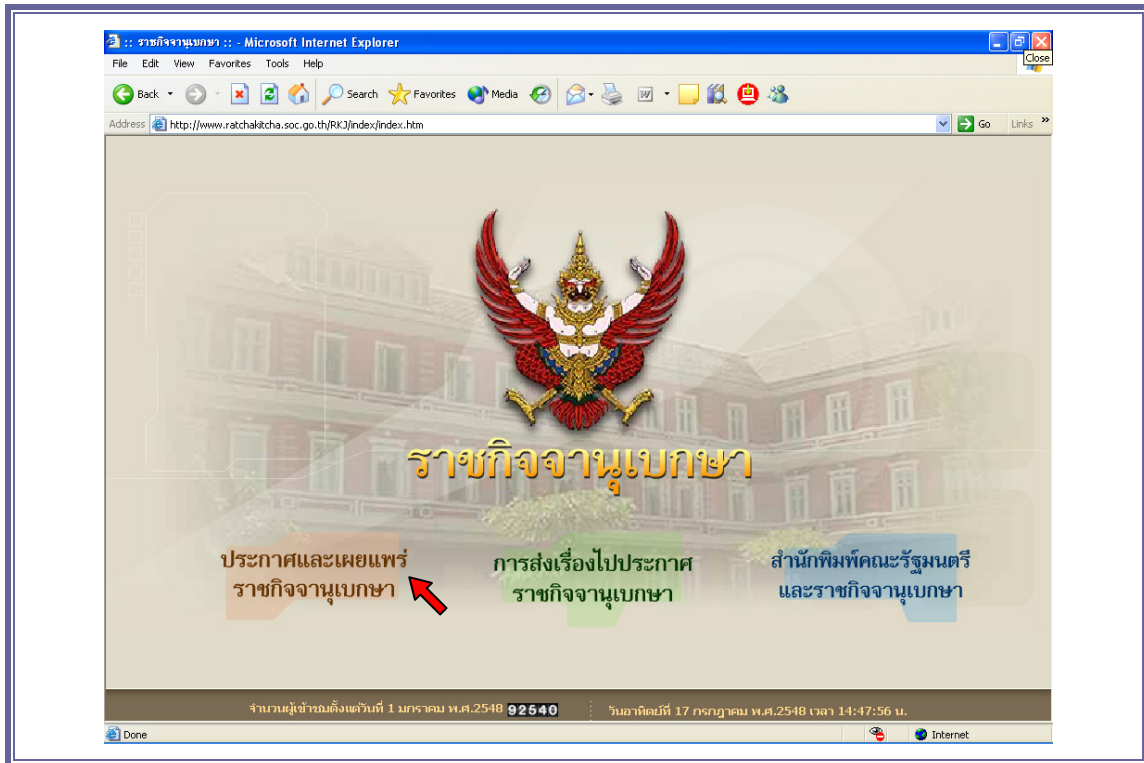 :: ราชกิจจานุเบกษา :: - Microsoft Internet Explorer
Close
File Edit View Favorites Tools Help
Back Search Favorites Media
Address http://www.ratchakitcha.soc.go.th/RKJ/index/index.htm Go Links »
ราชกิจจานุเบกษา
ประกาศและเผยแพร่
ราชกิจจานุเบกษา
การส่งเรื่องไปประกาศ
ราชกิจจานุเบกษา
สำนักพิมพ์คณะรัฐมนตรี
และราชกิจจานุเบกษา
จำนวนผู้เข้าชมตั้งแต่วันที่ 1 มกราคม พ.ศ.2548 92540 วันอาทิตย์ที่ 17 กรกฎาคม พ.ศ.2548 เวลา 14:47:56 น.
Done Internet